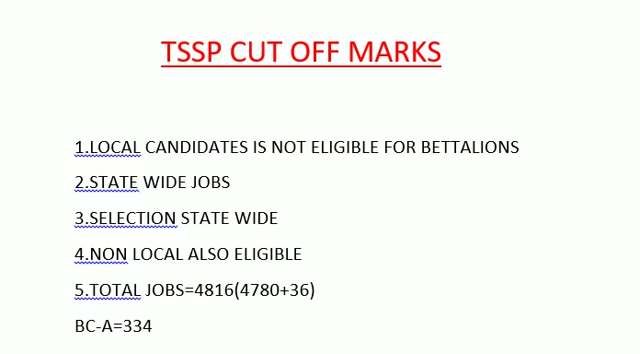 TSSP CUT OFF MARKS
1.LOCAL CANDIDATES IS NOT ELIGIBLE FOR BETTALIONS
2.STATE WIDE JOBS
3.SELECTION STATE WIDE
4.NON LOCAL ALSO ELIGIBLE
5.TOTAL JOBS=4816(4780+36)
BC-A=334